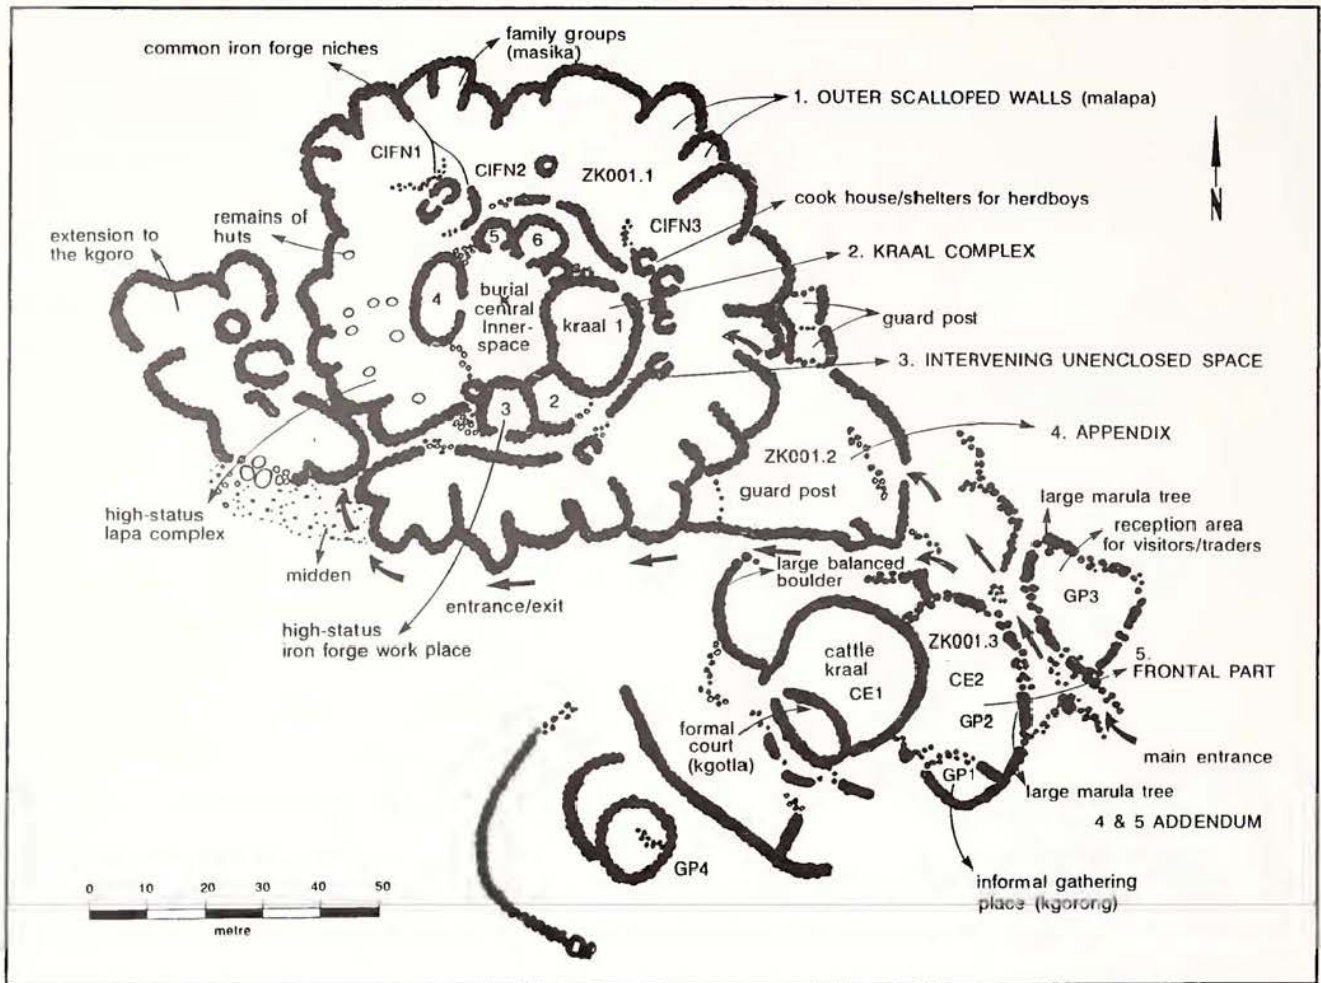 common iron forge niches
family groups
(masika)
1. OUTER SCALLOPED WALLS (malapa)
CIFN1
CIFN2
ZK001.1
N
cook house/shelters for herdboys
remains of
huts
extension to
the kgoro
CIFN3
5
6
2. KRAAL COMPLEX
4
burial
central
Inner-
space
kraal 1
guard post
3. INTERVENING UNENCLOSED SPACE
3
2
4. APPENDIX
ZK001.2
guard post
large marula tree
reception area
for visitors/traders
high-status
lapa complex
midden
large balanced
boulder
GP3
entrance/exit
high-status
iron forge work place
ZK001.3
cattle
kraal
CE1
CE2
5.
FRONTAL PART
GP2
formal
court
(kgotla)
main entrance
GP1
large marula tree
4 & 5 ADDENDUM
GP4
informal gathering
place (kgorong)
0 10 20 30 40 50
metre